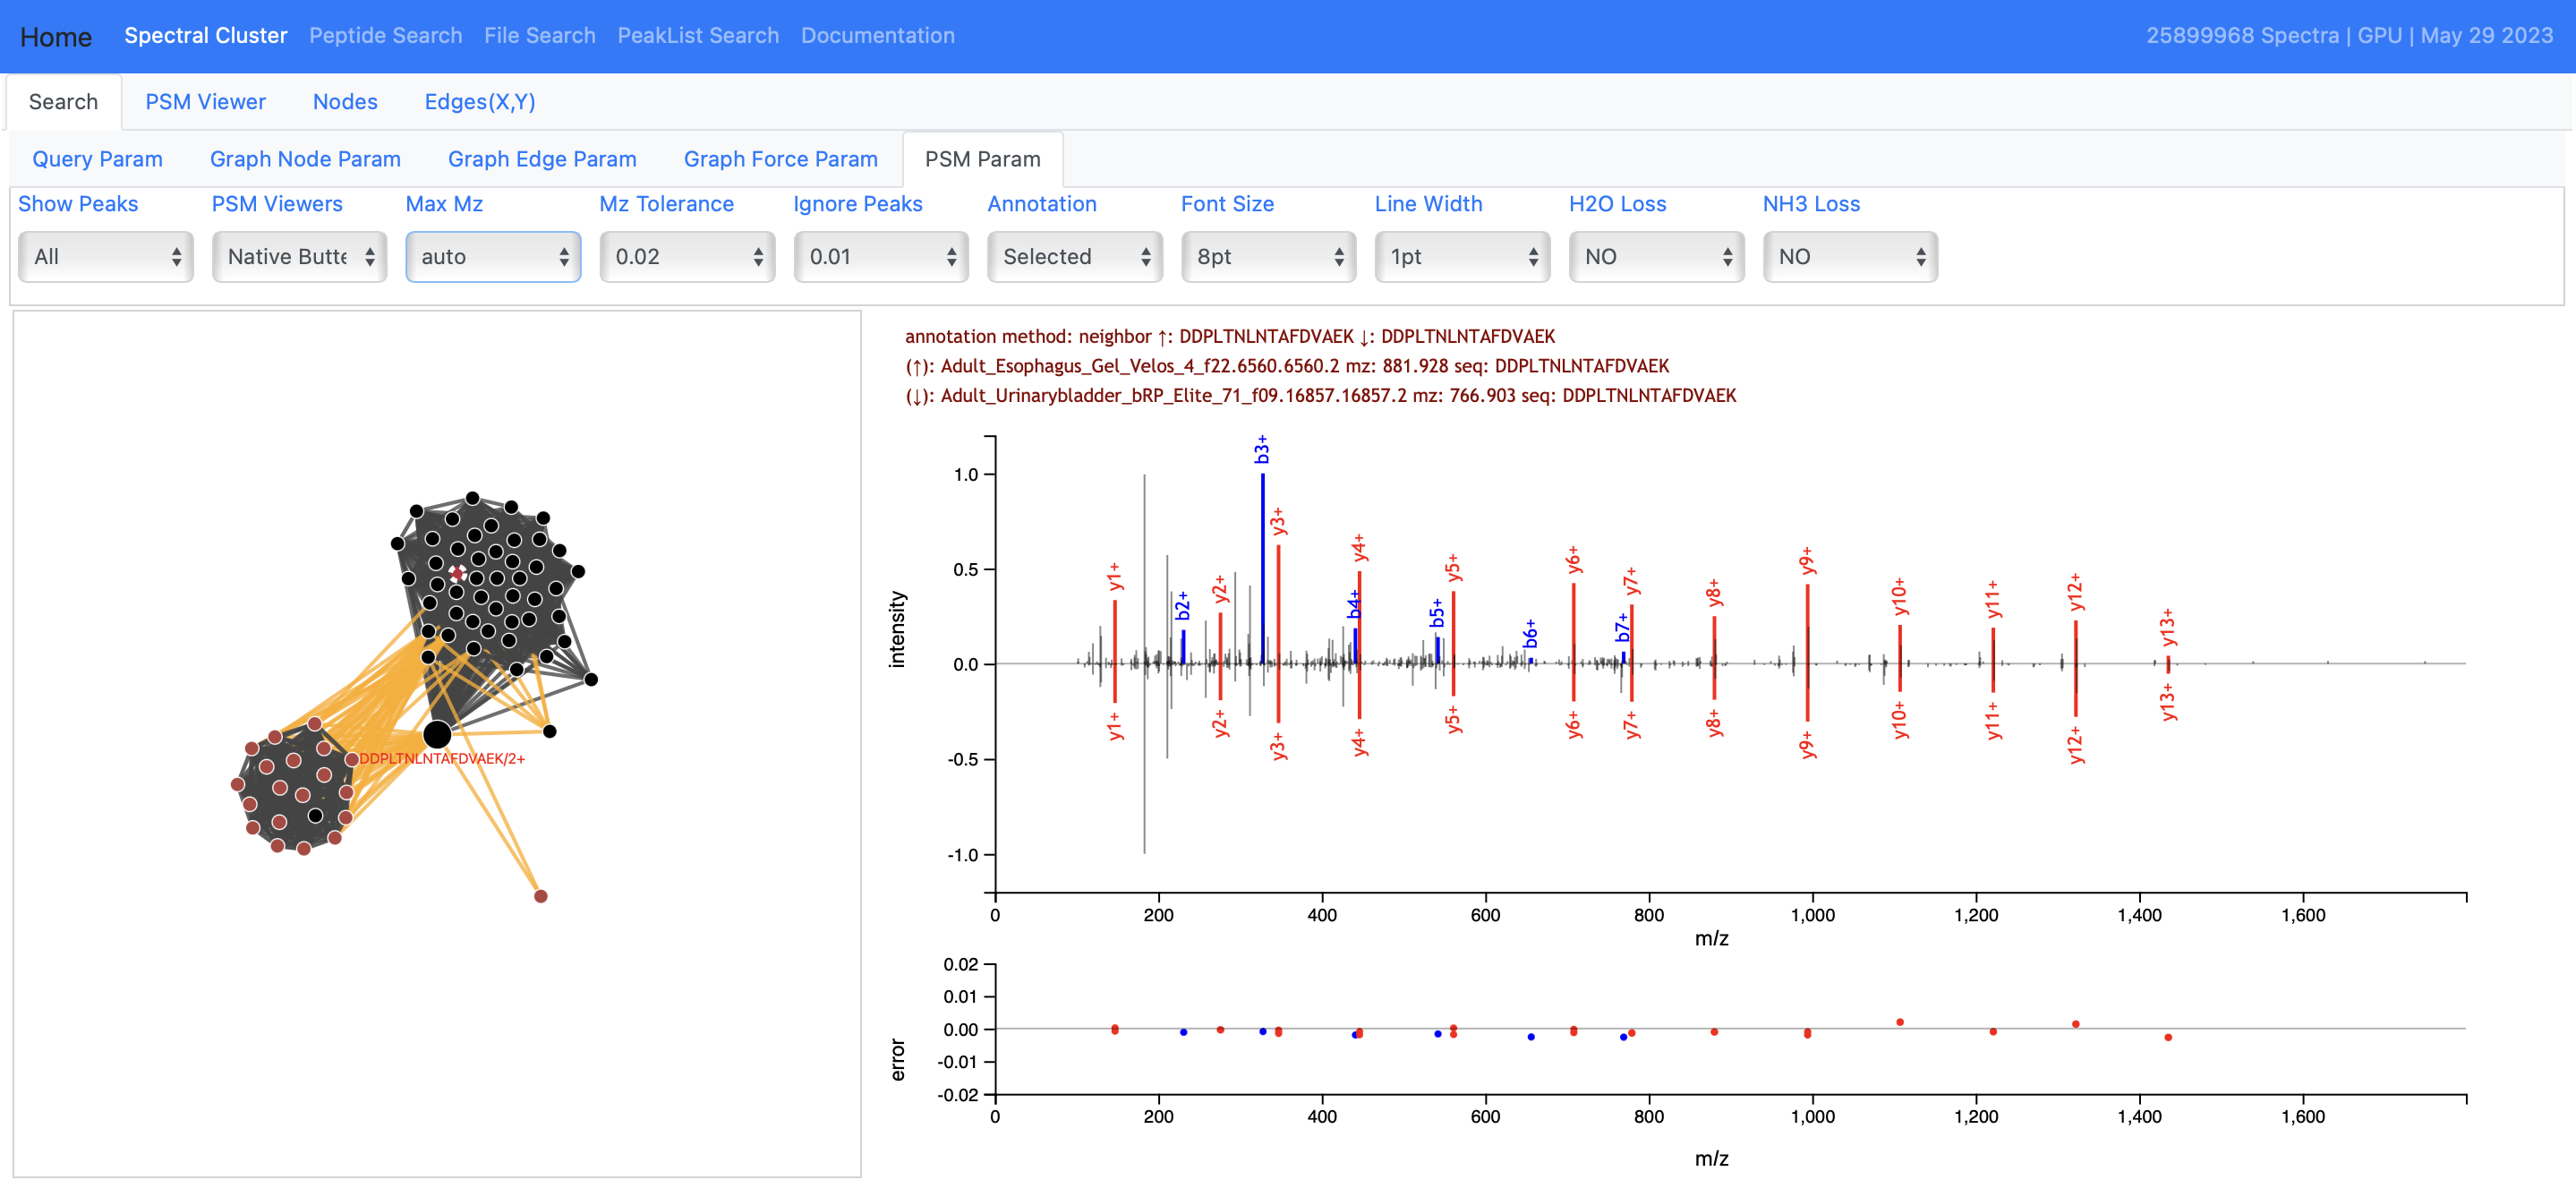 Home Spectral Cluster Peptide Search File Search PeakList Search Documentation 25899968 Spectra | GPU | May 29 2023
Search PSM Viewer Nodes Edges(X,Y)
Query Param Graph Node Param Graph Edge Param Graph Force Param PSM Param
Show Peaks PSM Viewers Max Mz Mz Tolerance Ignore Peaks Annotation Font Size Line Width H2O Loss NH3 Loss
All Native Butte auto 0.02 0.01 Selected 8pt 1pt NO NO
annotation method: neighbor ↑: DDPLTNLNTAFDVAEK ↓: DDPLTNLNTAFDVAEK
(↑): Adult_Esophagus_Gel_Velos_4_f22.6560.6560.2 mz: 881.928 seq: DDPLTNLNTAFDVAEK
(↓): Adult_Urinarybladder_bRP_Elite_71_f09.16857.16857.2 mz: 766.903 seq: DDPLTNLNTAFDVAEK
DDPLTNLNTAFDVAEK/2+
intensity
1.0
0.5
0.0
-0.5
-1.0
y1+ b2+ y2+ b3+ y3+ b4+ y4+ b5+ y5+ b6+ y6+ b7+ y7+ y8+ y9+ y10+ y11+ y12+ y13+
y1+ y2+ y3+ y4+ y5+ y6+ y7+ y8+ y9+ y10+ y11+ y12+ y13+
0 200 400 600 800 1,000 1,200 1,400 1,600
m/z
error
0.02
0.01
0.00
-0.01
-0.02
0 200 400 600 800 1,000 1,200 1,400 1,600
m/z